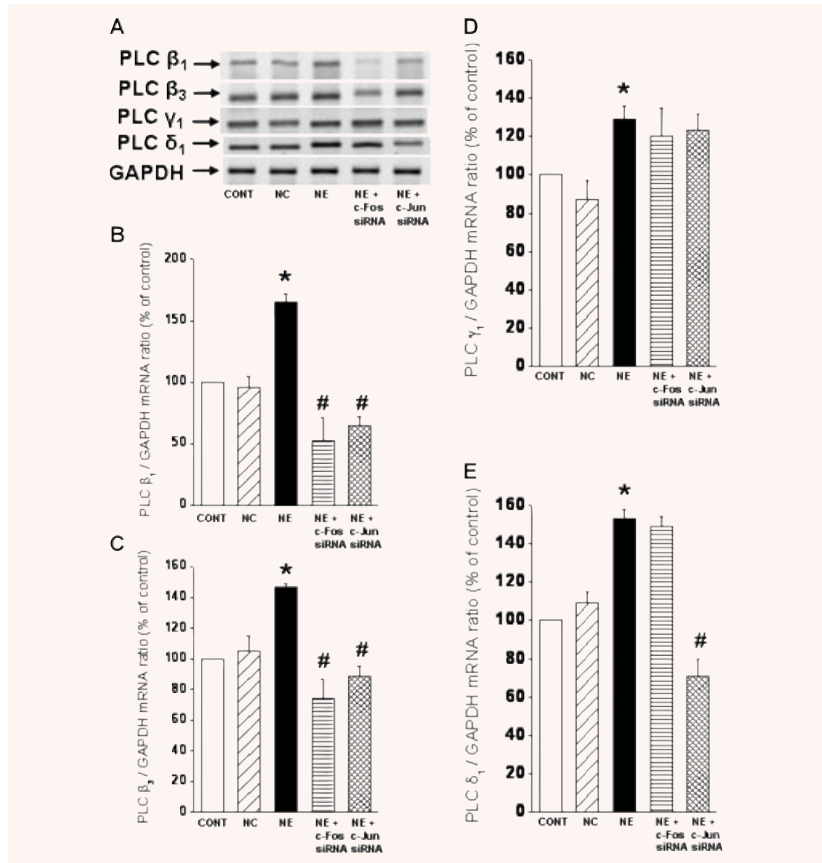 A
PLC β1
PLC β3
PLC γ1
PLC δ1
GAPDH
CONT NC NE NE + c-Fos siRNA NE + c-Jun siRNA
B
PLC β1 / GAPDH mRNA ratio (% of control)
200
150
100
50
0
*
# #
CONT NC NE NE + c-Fos siRNA NE + c-Jun siRNA
C
PLC β3 / GAPDH mRNA ratio (% of control)
160
140
120
100
80
60
40
20
0
*
# #
CONT NC NE NE + c-Fos siRNA NE + c-Jun siRNA
D
PLC γ1 / GAPDH mRNA ratio (% of control)
160
140
120
100
80
60
40
20
0
*
CONT NC NE NE + c-Fos siRNA NE + c-Jun siRNA
E
PLC δ1 / GAPDH mRNA ratio (% of control)
160
140
120
100
80
60
40
20
0
*
#
CONT NC NE NE + c-Fos siRNA NE + c-Jun siRNA